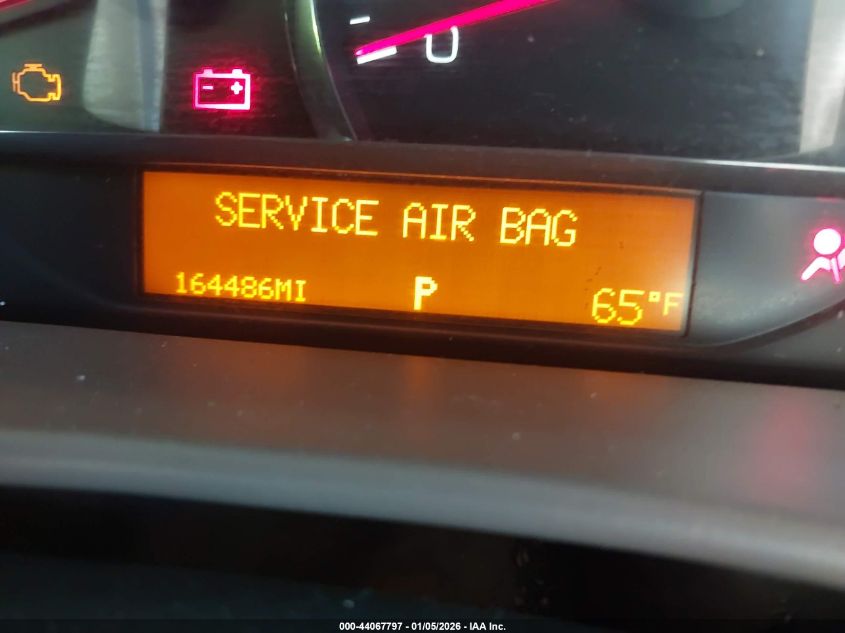 SERVICE AIR BAG
164486MI P 65°F
000-44067797 - 01/05/2026 - IAA Inc.